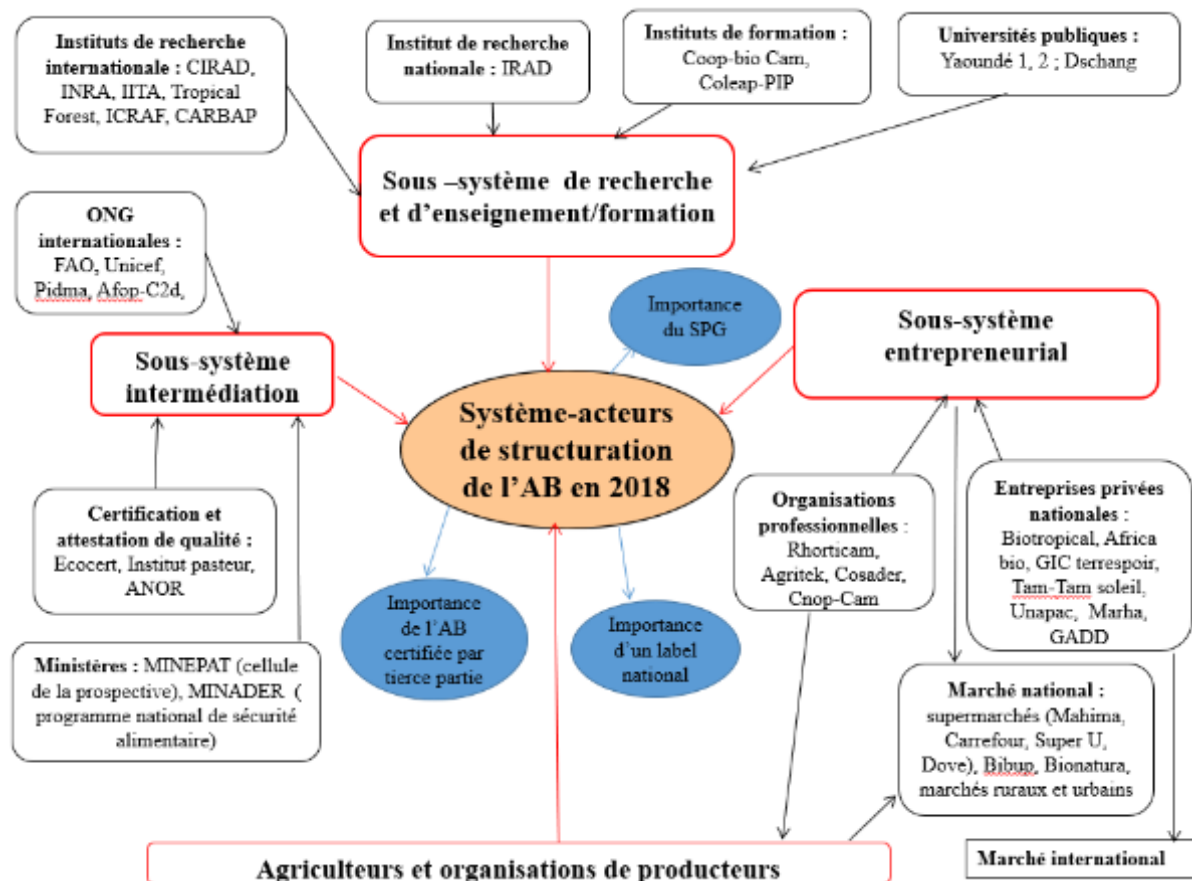 Instituts de recherche
internationale : CIRAD,
INRA, IITA, Tropical
Forest, ICRAF, CARBAP
Institut de recherche
nationale : IRAD
Instituts de formation :
Coop-bio Cam,
Coleap-PIP
Universités publiques :
Yaoundé 1, 2 ; Dschang
Sous –système de recherche
et d’enseignement/formation
ONG
internationales :
FAO, Unicef,
Pidma, Afop-C2d,
Importance
du SPG
Sous-système
entrepreneurial
Sous-système
intermédiation
Système-acteurs
de structuration
de l’AB en 2018
Certification et
attestation de qualité :
Ecocert, Institut pasteur,
ANOR
Organisations
professionnelles :
Rhorticam,
Agritek, Cosader,
Cnop-Cam
Entreprises privées
nationales :
Biotropical, Africa
bio, GIC terrespoir,
Tam-Tam soleil,
Unapac, Marha,
GADD
Importance
de l’AB
certifiée par
tierce partie
Importance
d’un label
national
Ministères : MINEPAT (cellule
de la prospective), MINADER (
programme national de sécurité
alimentaire)
Marché national :
supermarchés (Mahima,
Carrefour, Super U,
Dove), Bibup, Bionatura,
marchés ruraux et urbains
Agriculteurs et organisations de producteurs
Marché international